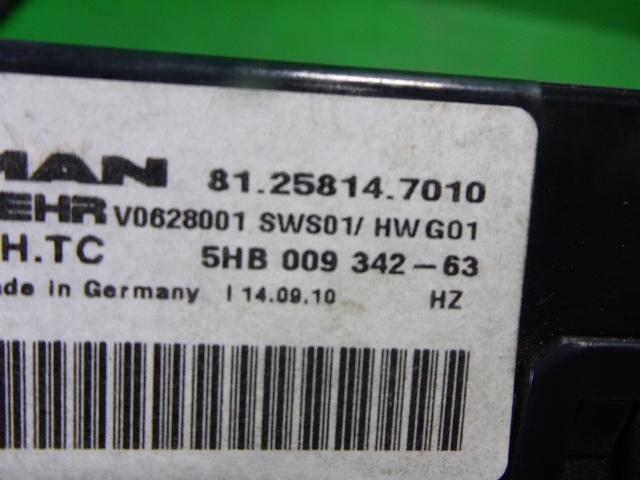 MAN 81.25814.7010
EHR V0628001 SWS01/ HWG01
H.TC 5HB 009 342-63
ade in Germany | 14.09.10 HZ